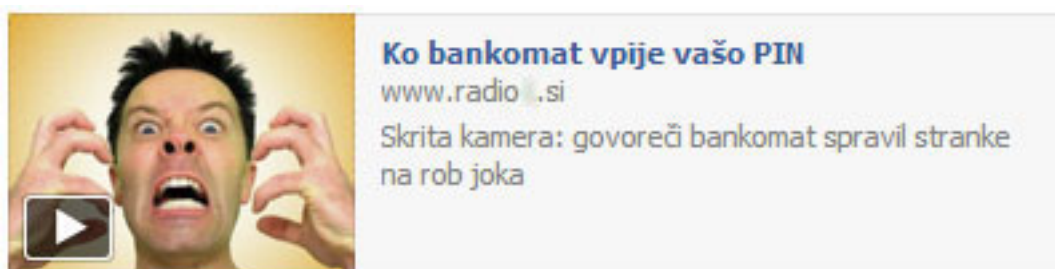 Ko bankomat vpije vašo PIN
www.radio .si
Skrita kamera: govoreči bankomat spravil stranke
na rob joka